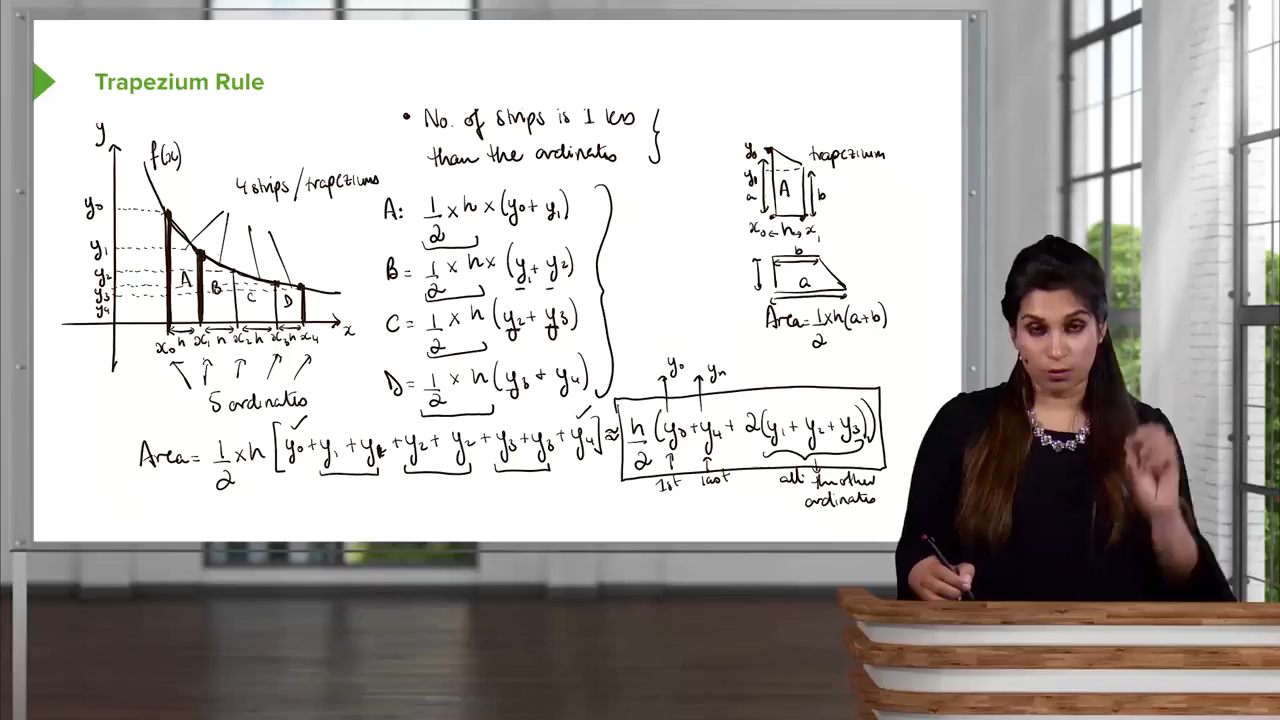 Trapezium Rule
y
f(x)
4 strips/trapeziums
y0
y1
y2
y3
y4
A
B
C
D
h h h h
x0 x1 x2 x3 x4
x
5 ordinates
• No. of strips is 1 less
than the ordinates
A: 1/2 × h × (y0 + y1)
B = 1/2 × h × (y1 + y2)
C = 1/2 × h (y2 + y3)
D = 1/2 × h (y3 + y4)
Area = 1/2 × h [y0 + y1 + y1 + y2 + y2 + y3 + y3 + y4] ≈ h/2 (y0 + y4 + 2(y1 + y2 + y3))
y0 yn
1st last all the other
ordinates
y0 trapezium
y1
a A b
x0 ← h → x1
b
a
Area = 1/2 × h (a+b)